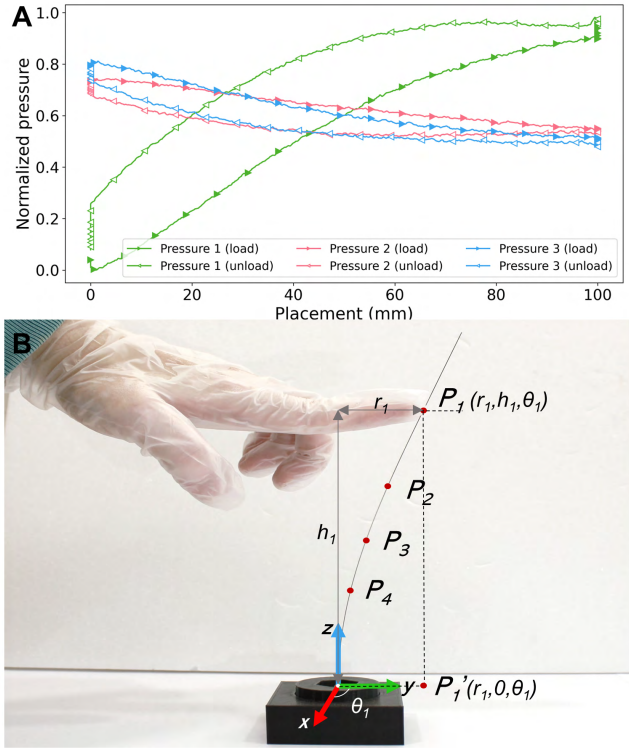 A
Normalized pressure
1.0
0.8
0.6
0.4
0.2
0.0
Pressure 1 (load) Pressure 2 (load) Pressure 3 (load)
Pressure 1 (unload) Pressure 2 (unload) Pressure 3 (unload)
0 20 40 60 80 100
Placement (mm)
B
r₁
P₁ (r₁,h₁,θ₁)
P₂
h₁
P₃
P₄
z
y
P₁’(r₁,0,θ₁)
x
θ₁